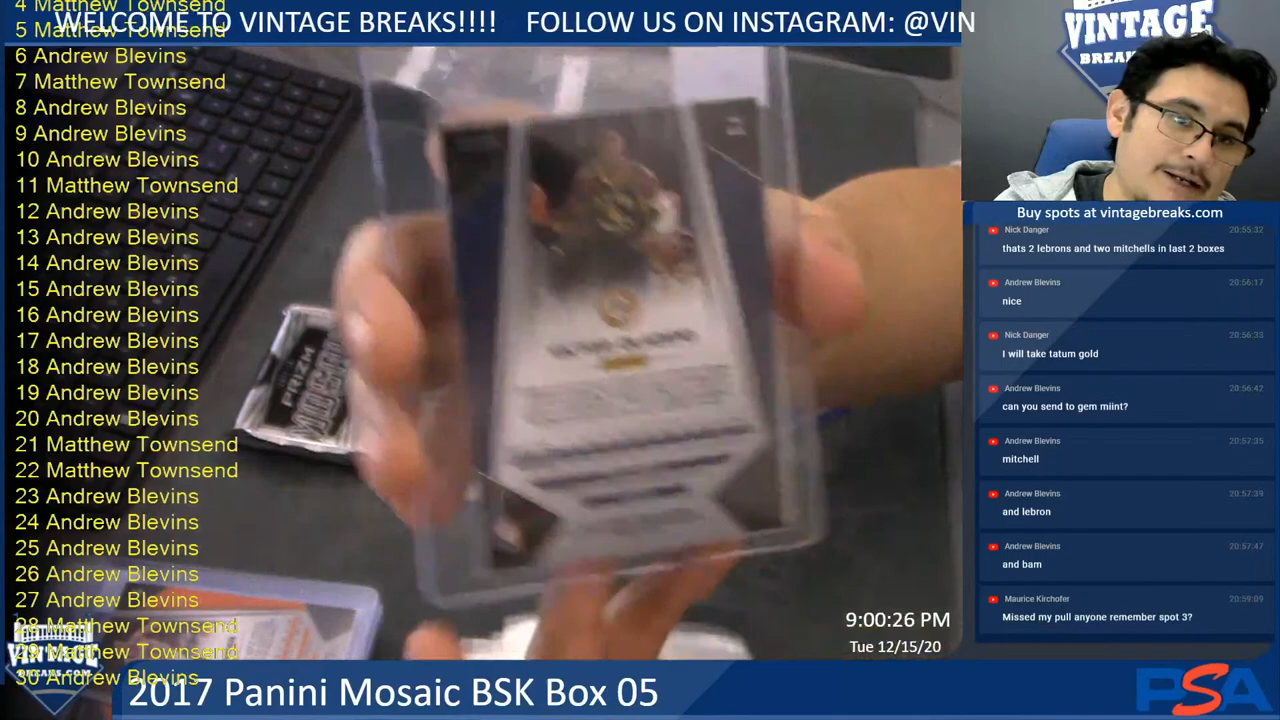 WELCOME TO VINTAGE BREAKS!!!! FOLLOW US ON INSTAGRAM: @VIN
4 Matthew Townsend
5 Matthew Townsend
6 Andrew Blevins
7 Matthew Townsend
8 Andrew Blevins
9 Andrew Blevins
10 Andrew Blevins
11 Matthew Townsend
12 Andrew Blevins
13 Andrew Blevins
14 Andrew Blevins
15 Andrew Blevins
16 Andrew Blevins
17 Andrew Blevins
18 Andrew Blevins
19 Andrew Blevins
20 Andrew Blevins
21 Matthew Townsend
22 Matthew Townsend
23 Andrew Blevins
24 Andrew Blevins
25 Andrew Blevins
26 Andrew Blevins
27 Andrew Blevins
28 Matthew Townsend
29 Matthew Townsend
30 Andrew Blevins
PRIZM
MOSAIC
VINTAGE
BREAK
Buy spots at vintagebreaks.com
Nick Danger 20:55:32
thats 2 lebrons and two mitchells in last 2 boxes
Andrew Blevins 20:56:17
nice
Nick Danger 20:56:33
I will take tatum gold
Andrew Blevins 20:56:42
can you send to gem miint?
Andrew Blevins 20:57:35
mitchell
Andrew Blevins 20:57:39
and lebron
Andrew Blevins 20:57:47
and bam
Maurice Kirchofer 20:59:09
Missed my pull anyone remember spot 3?
9:00:26 PM
Tue 12/15/20
VINTAGE
BREAKS.COM
2017 Panini Mosaic BSK Box 05
PSA